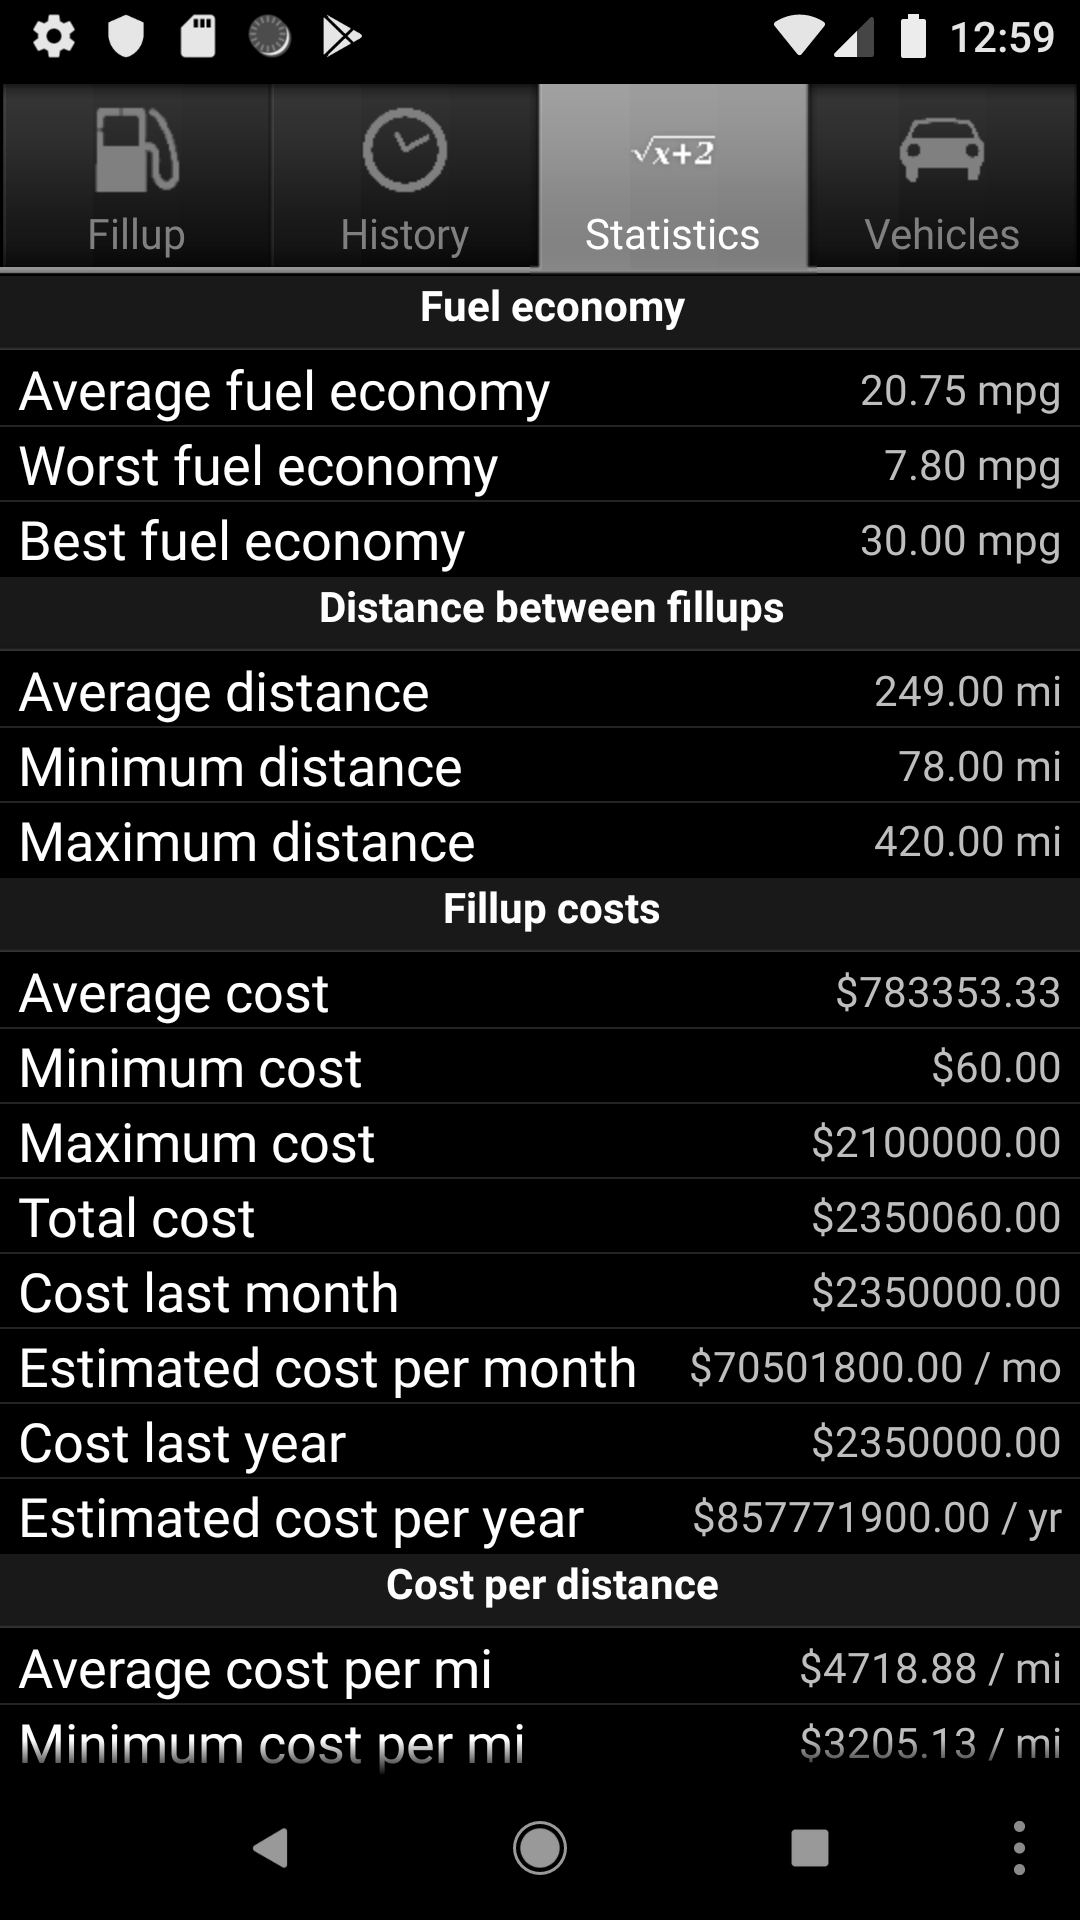 12:59
√x+2
Fillup History Statistics Vehicles
Fuel economy
Average fuel economy 20.75 mpg
Worst fuel economy 7.80 mpg
Best fuel economy 30.00 mpg
Distance between fillups
Average distance 249.00 mi
Minimum distance 78.00 mi
Maximum distance 420.00 mi
Fillup costs
Average cost $783353.33
Minimum cost $60.00
Maximum cost $2100000.00
Total cost $2350060.00
Cost last month $2350000.00
Estimated cost per month $70501800.00 / mo
Cost last year $2350000.00
Estimated cost per year $857771900.00 / yr
Cost per distance
Average cost per mi $4718.88 / mi
Minimum cost per mi $3205.13 / mi